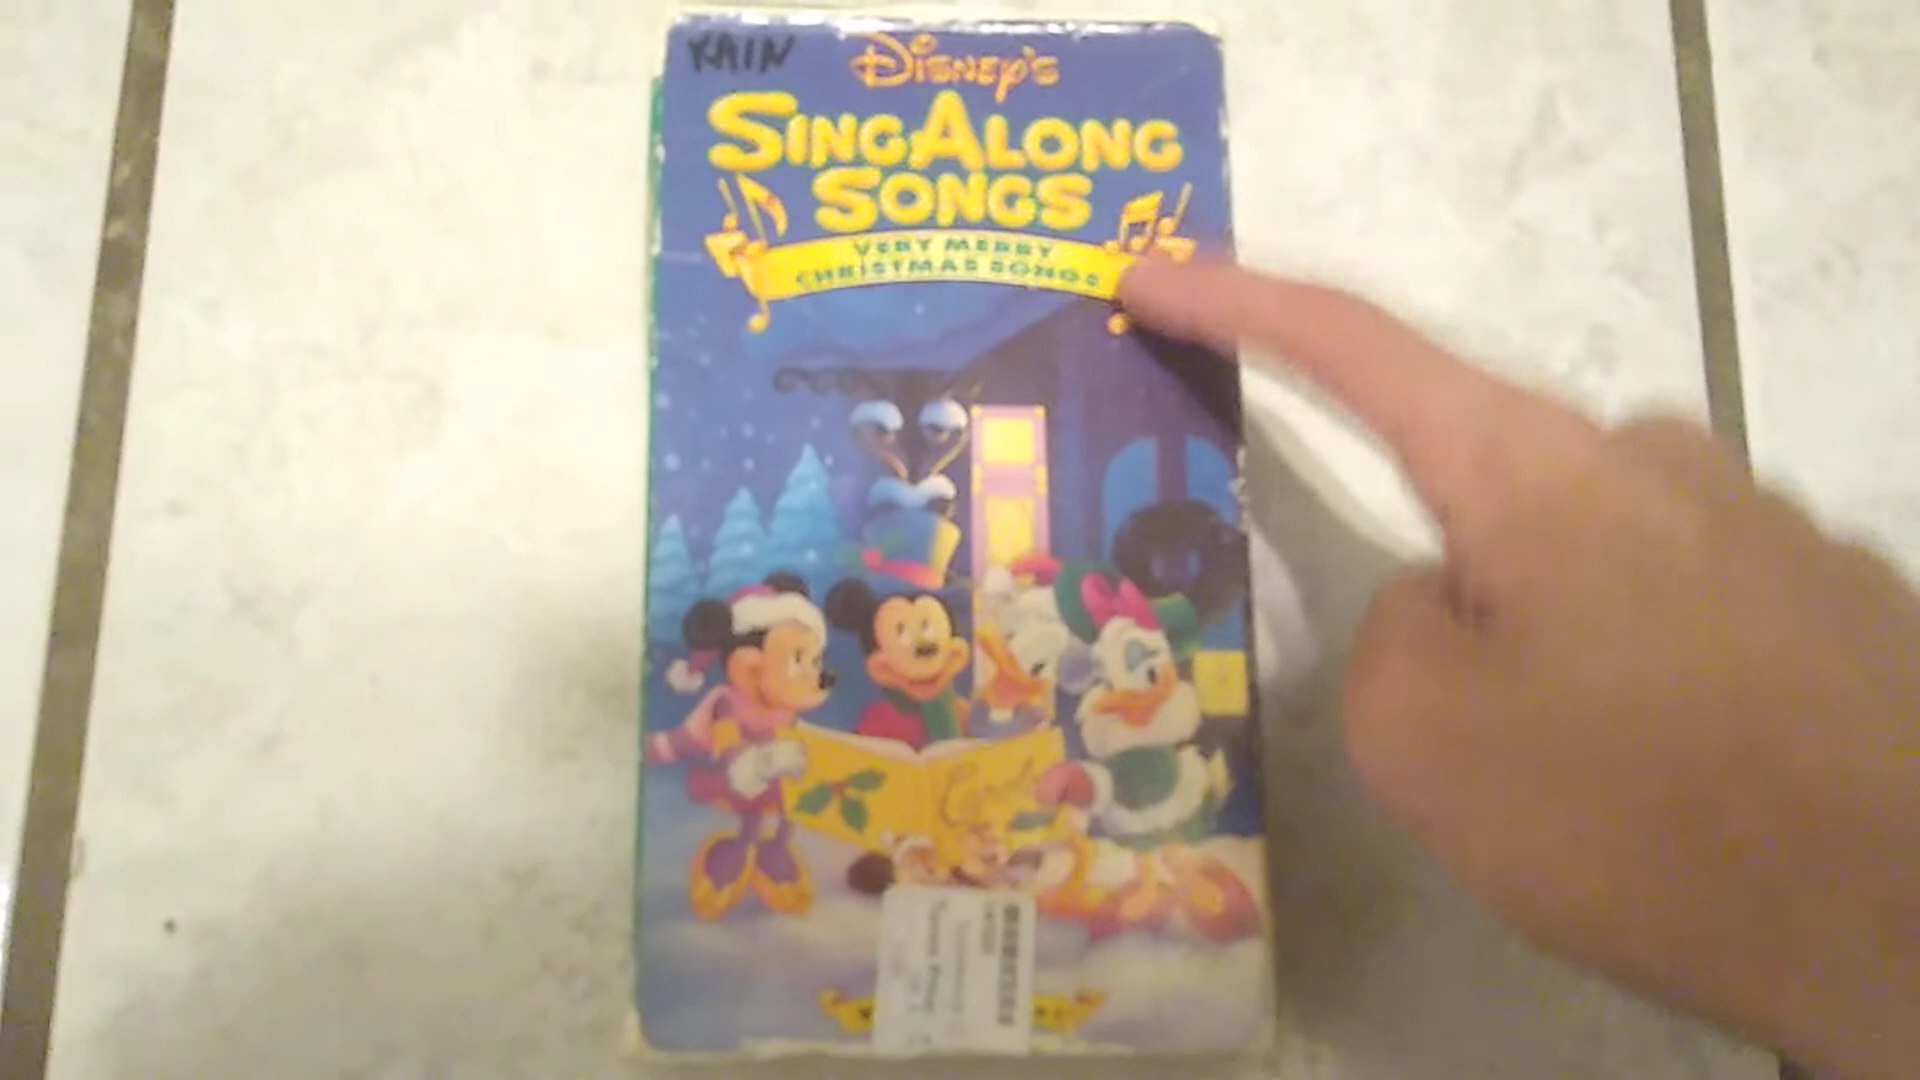 KAIN
DISNEY'S
SING ALONG
SONGS
VERY MERRY
CHRISTMAS SONGS